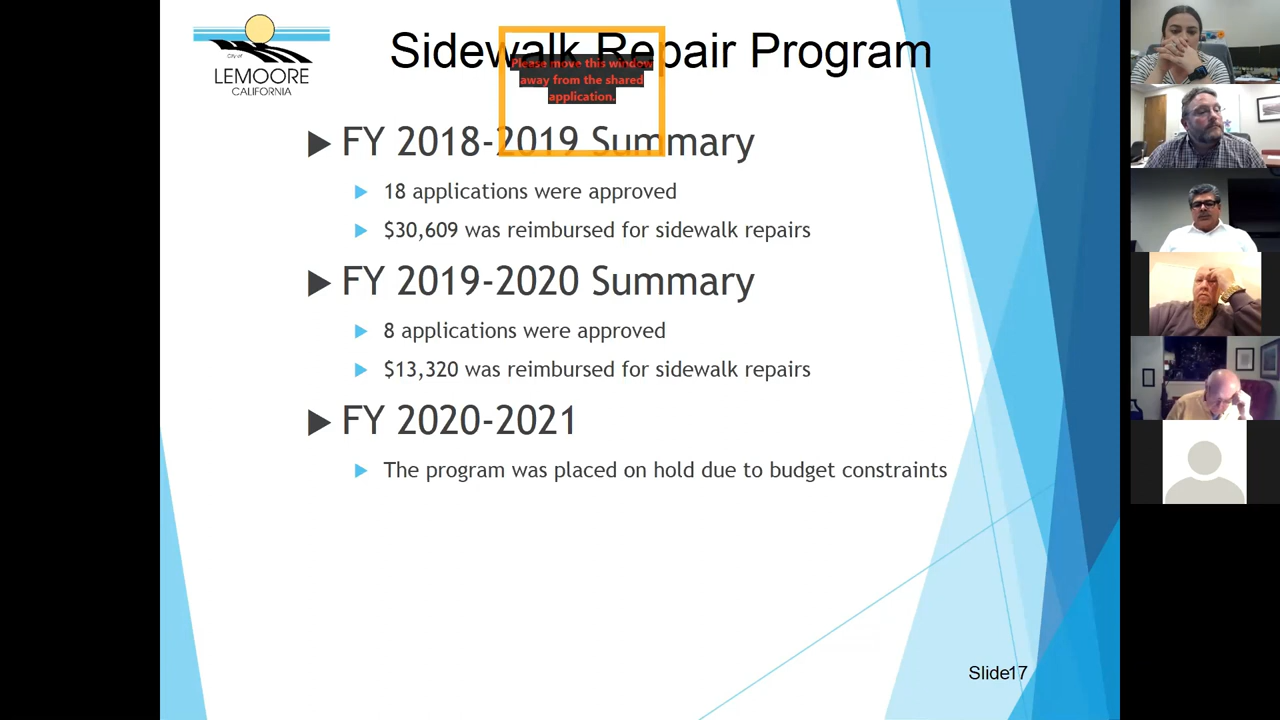 City of
LEMOORE
CALIFORNIA
Sidewalk Repair Program
Please move this window
away from the shared
application.
FY 2018-2019 Summary
18 applications were approved
$30,609 was reimbursed for sidewalk repairs
FY 2019-2020 Summary
8 applications were approved
$13,320 was reimbursed for sidewalk repairs
FY 2020-2021
The program was placed on hold due to budget constraints
Slide17